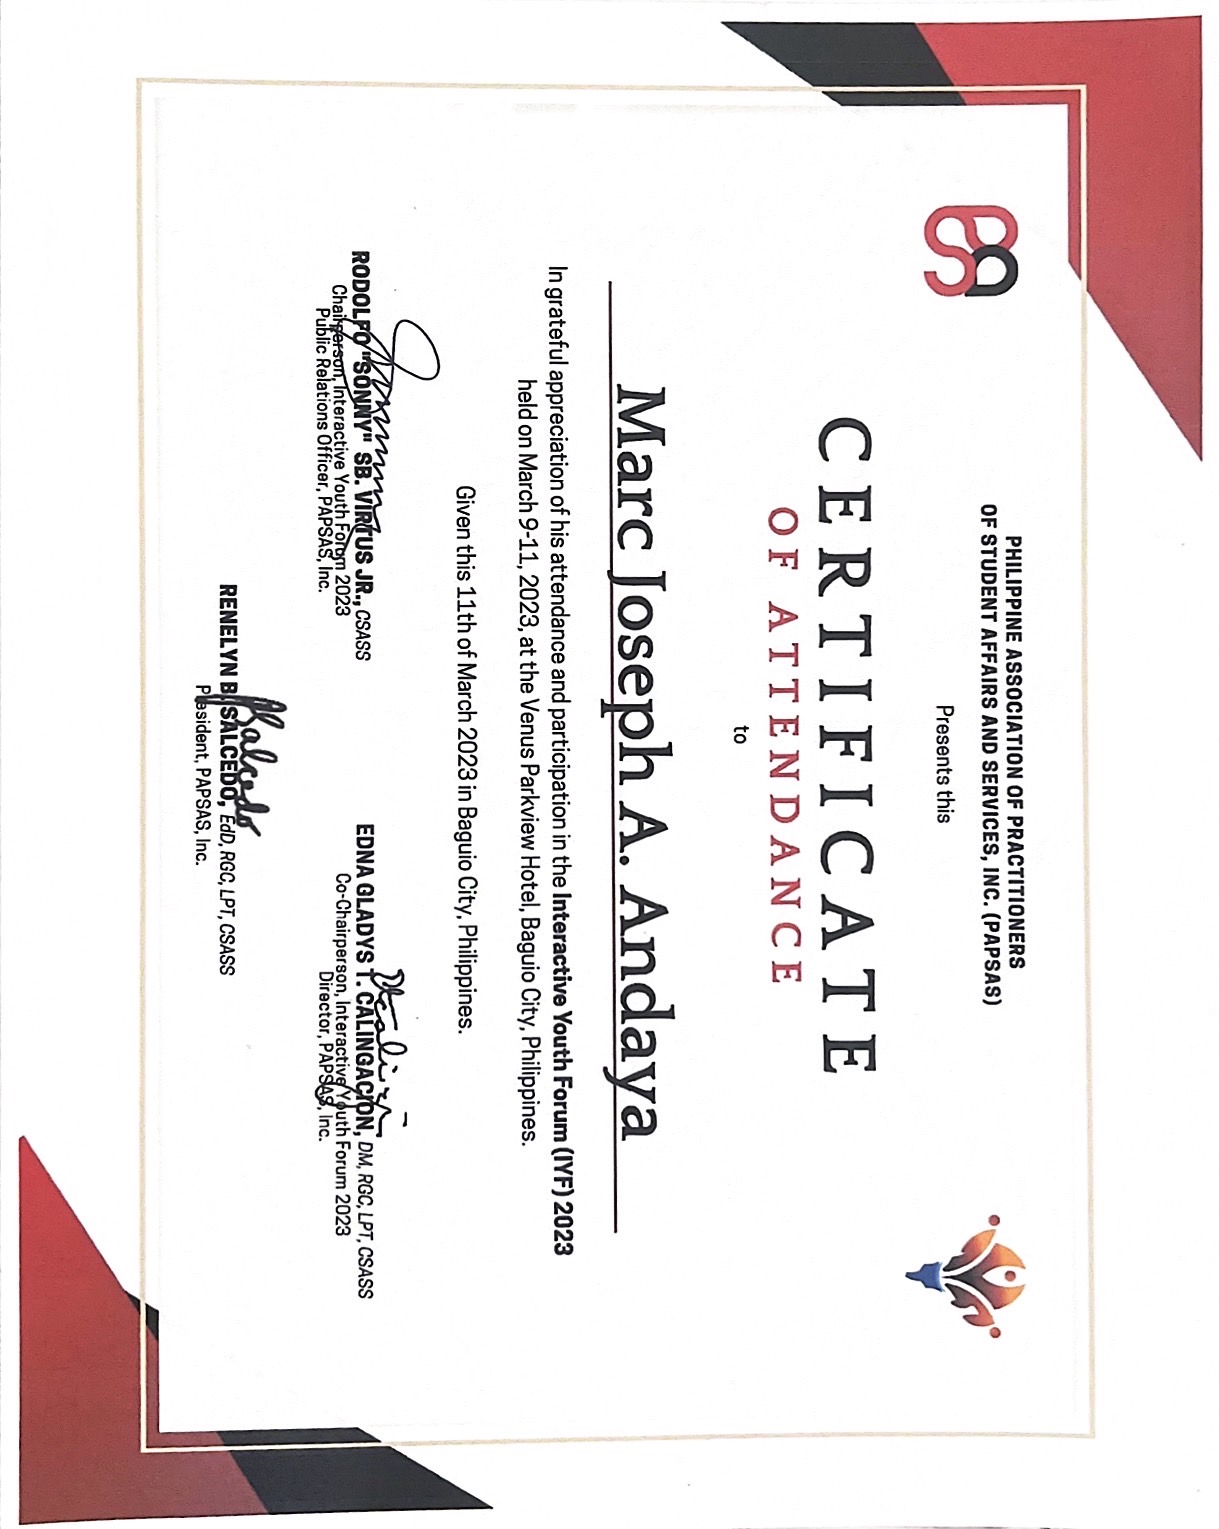 PHILIPPINE ASSOCIATION OF PRACTITIONERS
OF STUDENT AFFAIRS AND SERVICES, INC. (PAPSAS)
Presents this
CERTIFICATE
OF ATTENDANCE
to
Marc Joseph A. Andaya
In grateful appreciation of his attendance and participation in the Interactive Youth Forum (IYF) 2023
held on March 9-11, 2023, at the Venus Parkview Hotel, Baguio City, Philippines.
Given this 11th of March 2023 in Baguio City, Philippines.
RODOLFO "SONNY" SB. VIRTUS JR., CSASS
Chairperson, Interactive Youth Forum 2023
Public Relations Officer, PAPSAS, Inc.
EDNA GLADYS T. CALINGACION, DM, RGC, LPT, CSASS
Co-Chairperson, Interactive Youth Forum 2023
Director, PAPSAS, Inc.
RENELYN B. SALCEDO, EdD, RGC, LPT, CSASS
President, PAPSAS, Inc.